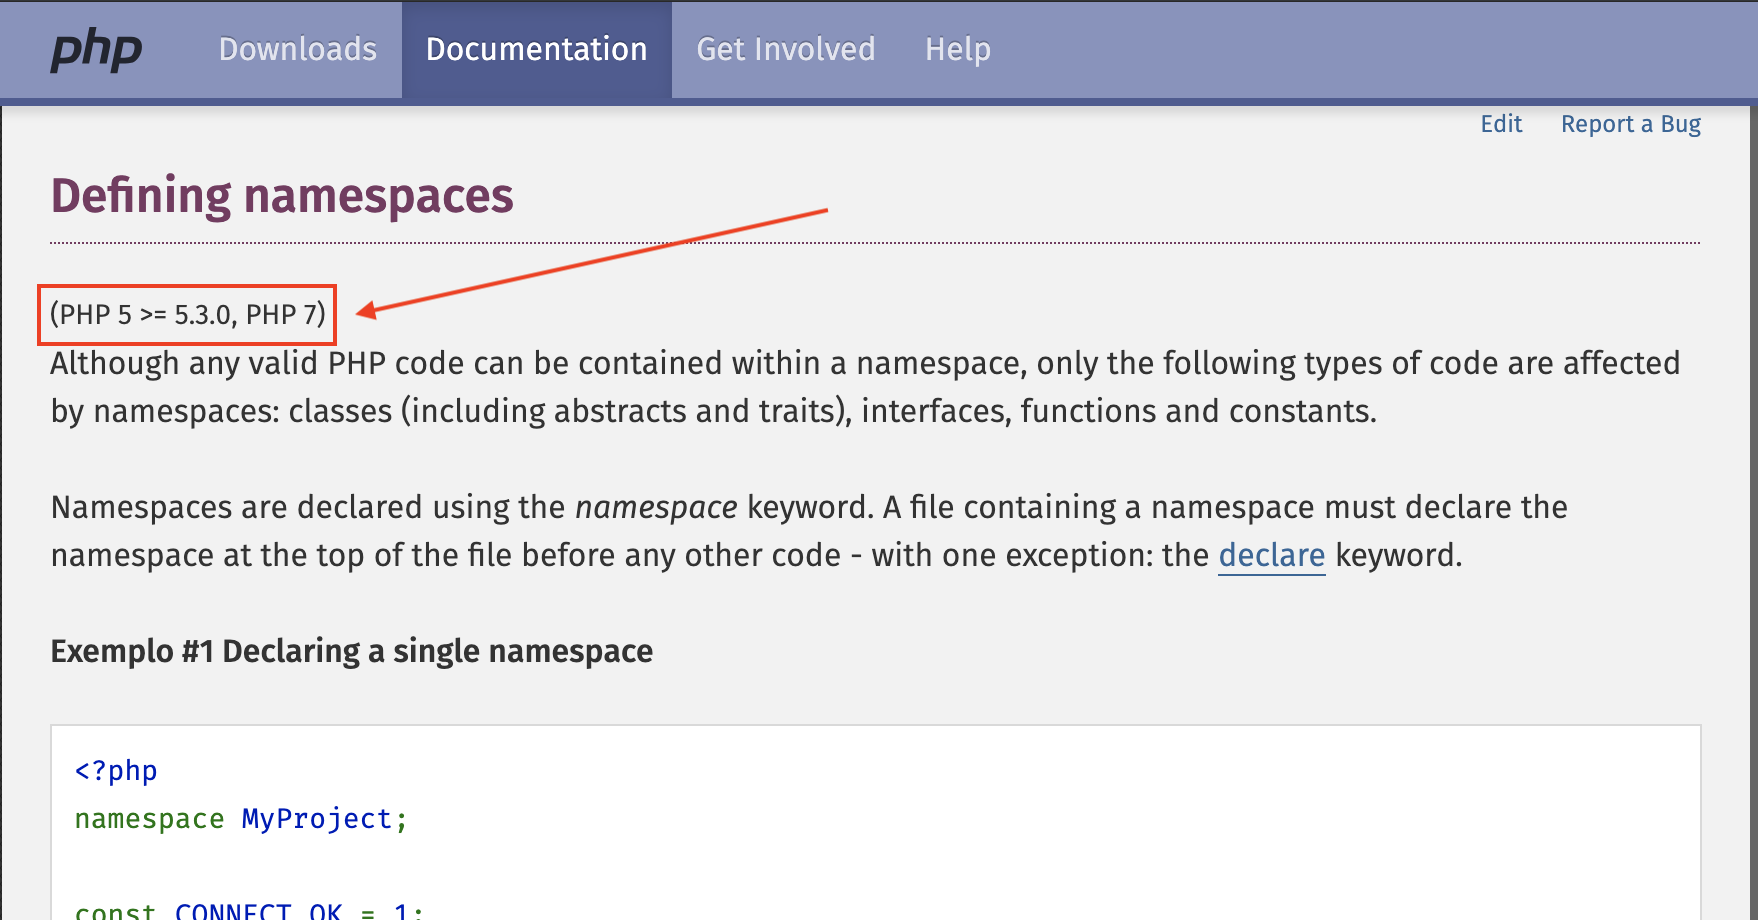 php Downloads Documentation Get Involved Help
Edit Report a Bug
Defining namespaces
(PHP 5 >= 5.3.0, PHP 7)
Although any valid PHP code can be contained within a namespace, only the following types of code are affected
by namespaces: classes (including abstracts and traits), interfaces, functions and constants.
Namespaces are declared using the namespace keyword. A file containing a namespace must declare the
namespace at the top of the file before any other code - with one exception: the declare keyword.
Exemplo #1 Declaring a single namespace
<?php
namespace MyProject;
const CONNECT_OK = 1;